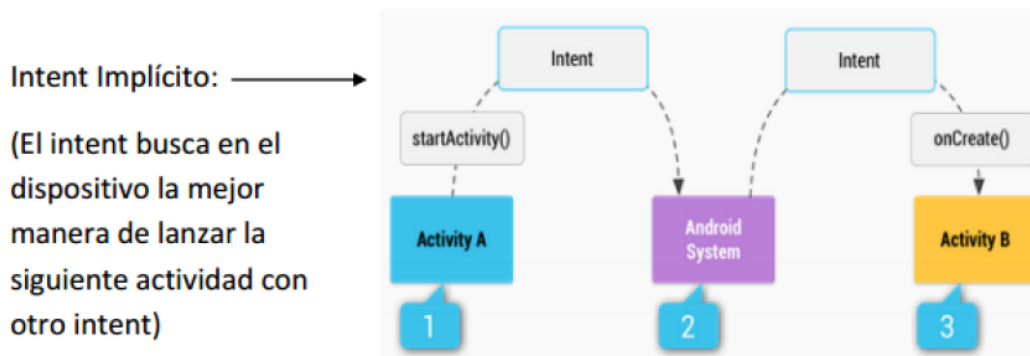 Intent Implícito:
(El intent busca en el
dispositivo la mejor
manera de lanzar la
siguiente actividad con
otro intent)
Intent
Intent
startActivity()
onCreate()
Activity A
Android
System
Activity B
1
2
3